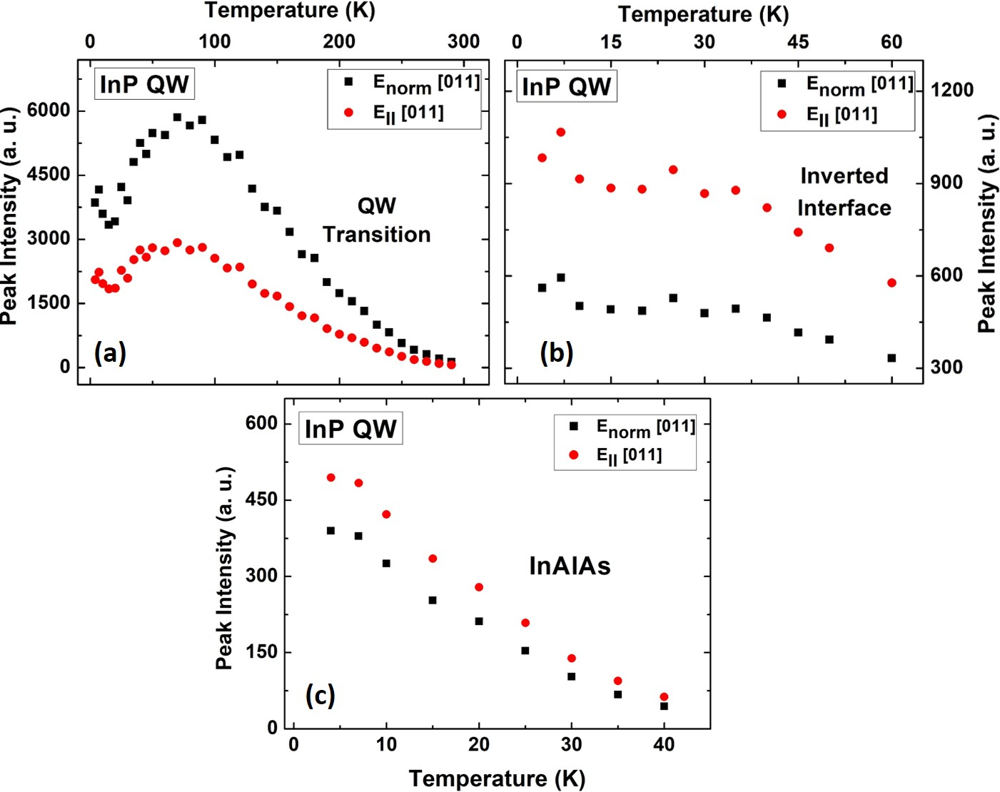 Temperature (K)
0 100 200 300
InP QW
Enorm [011]
EII [011]
Peak Intensity (a. u.)
6000
4500
3000
1500
0
QW
Transition
(a)
Temperature (K)
0 15 30 45 60
InP QW
Enorm [011]
EII [011]
1200
900
600
300
Peak Intensity (a. u.)
Inverted
Interface
(b)
InP QW
Enorm [011]
EII [011]
Peak Intensity (a. u.)
600
450
300
150
0
InAlAs
(c)
0 10 20 30 40
Temperature (K)